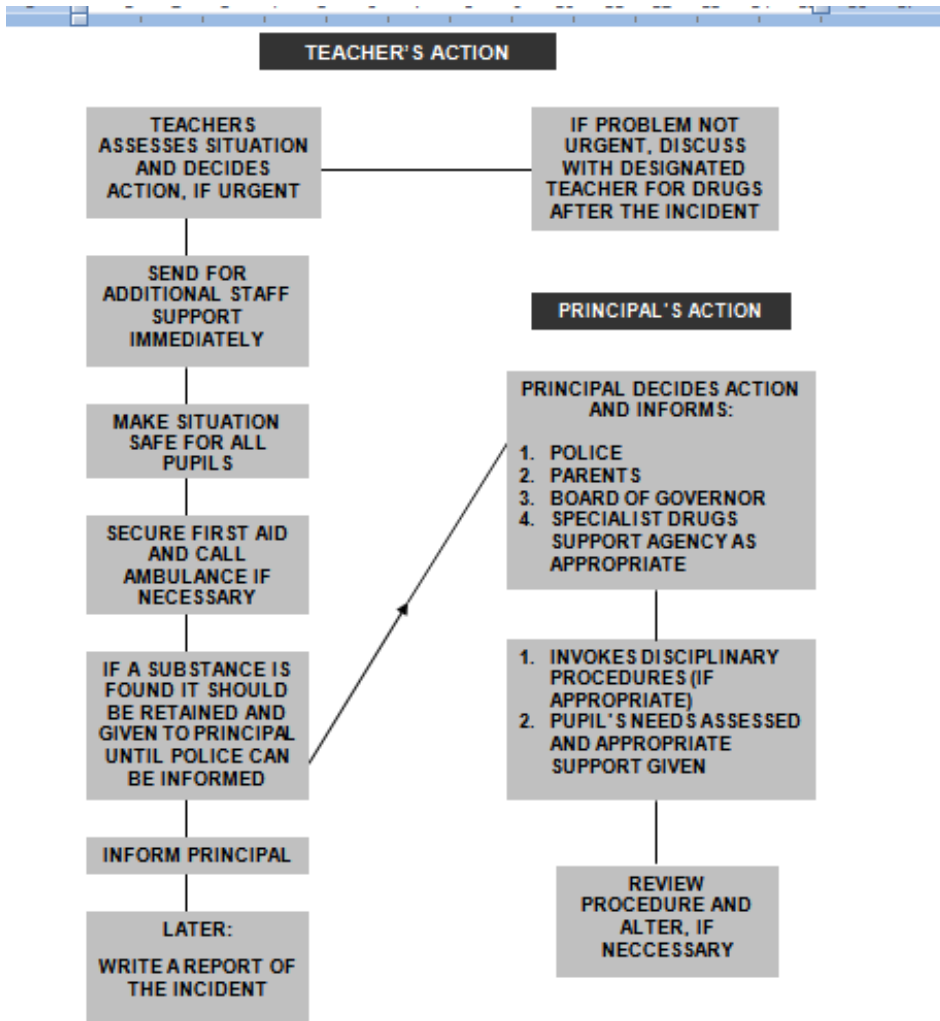 TEACHER'S ACTION
TEACHERS
ASSESSES SITUATION
AND DECIDES
ACTION, IF URGENT
IF PROBLEM NOT
URGENT, DISCUSS
WITH DESIGNATED
TEACHER FOR DRUGS
AFTER THE INCIDENT
SEND FOR
ADDITIONAL STAFF
SUPPORT
IMMEDIATELY
MAKE SITUATION
SAFE FOR ALL
PUPILS
SECURE FIRST AID
AND CALL
AMBULANCE IF
NECESSARY
IF A SUBSTANCE IS
FOUND IT SHOULD
BE RETAINED AND
GIVEN TO PRINCIPAL
UNTIL POLICE CAN
BE INFORMED
INFORM PRINCIPAL
LATER:
WRITE A REPORT OF
THE INCIDENT
PRINCIPAL'S ACTION
PRINCIPAL DECIDES ACTION
AND INFORMS:
1. POLICE
2. PARENTS
3. BOARD OF GOVERNOR
4. SPECIALIST DRUGS
SUPPORT AGENCY AS
APPROPRIATE
1. INVOKES DISCIPLINARY
PROCEDURES (IF
APPROPRIATE)
2. PUPIL'S NEEDS ASSESSED
AND APPROPRIATE
SUPPORT GIVEN
REVIEW
PROCEDURE AND
ALTER, IF
NECCESSARY